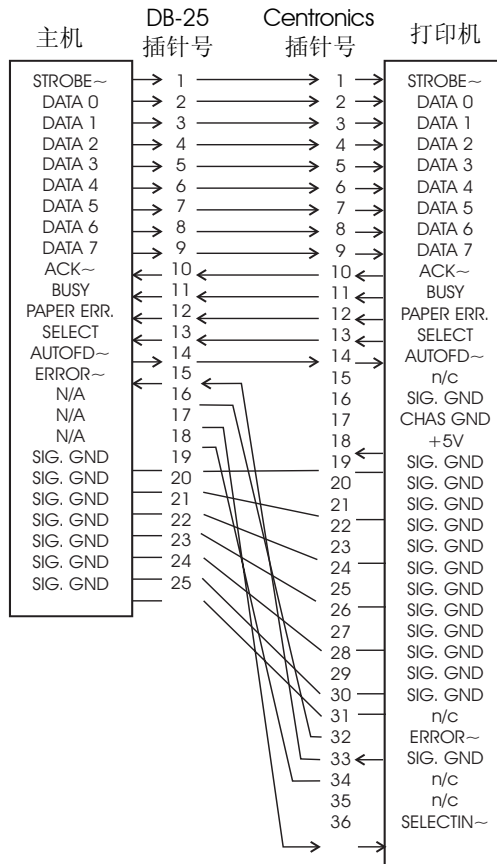 主机 DB-25 插针号 Centronics 插针号 打印机
STROBE~ 1 1 STROBE~
DATA 0 2 2 DATA 0
DATA 1 3 3 DATA 1
DATA 2 4 4 DATA 2
DATA 3 5 5 DATA 3
DATA 4 6 6 DATA 4
DATA 5 7 7 DATA 5
DATA 6 8 8 DATA 6
DATA 7 9 9 DATA 7
ACK~ 10 10 ACK~
BUSY 11 11 BUSY
PAPER ERR. 12 12 PAPER ERR.
SELECT 13 13 SELECT
AUTOFD~ 14 14 AUTOFD~
ERROR~ 15 15 n/c
N/A 16 16 SIG. GND
N/A 17 17 CHAS GND
N/A 18 18 +5V
SIG. GND 19 19 SIG. GND
SIG. GND 20 20 SIG. GND
SIG. GND 21 21 SIG. GND
SIG. GND 22 22 SIG. GND
SIG. GND 23 23 SIG. GND
SIG. GND 24 24 SIG. GND
SIG. GND 25 25 SIG. GND
26 SIG. GND
27 SIG. GND
28 SIG. GND
29 SIG. GND
30 SIG. GND
31 n/c
32 ERROR~
33 SIG. GND
34 n/c
35 n/c
36 SELECTIN~